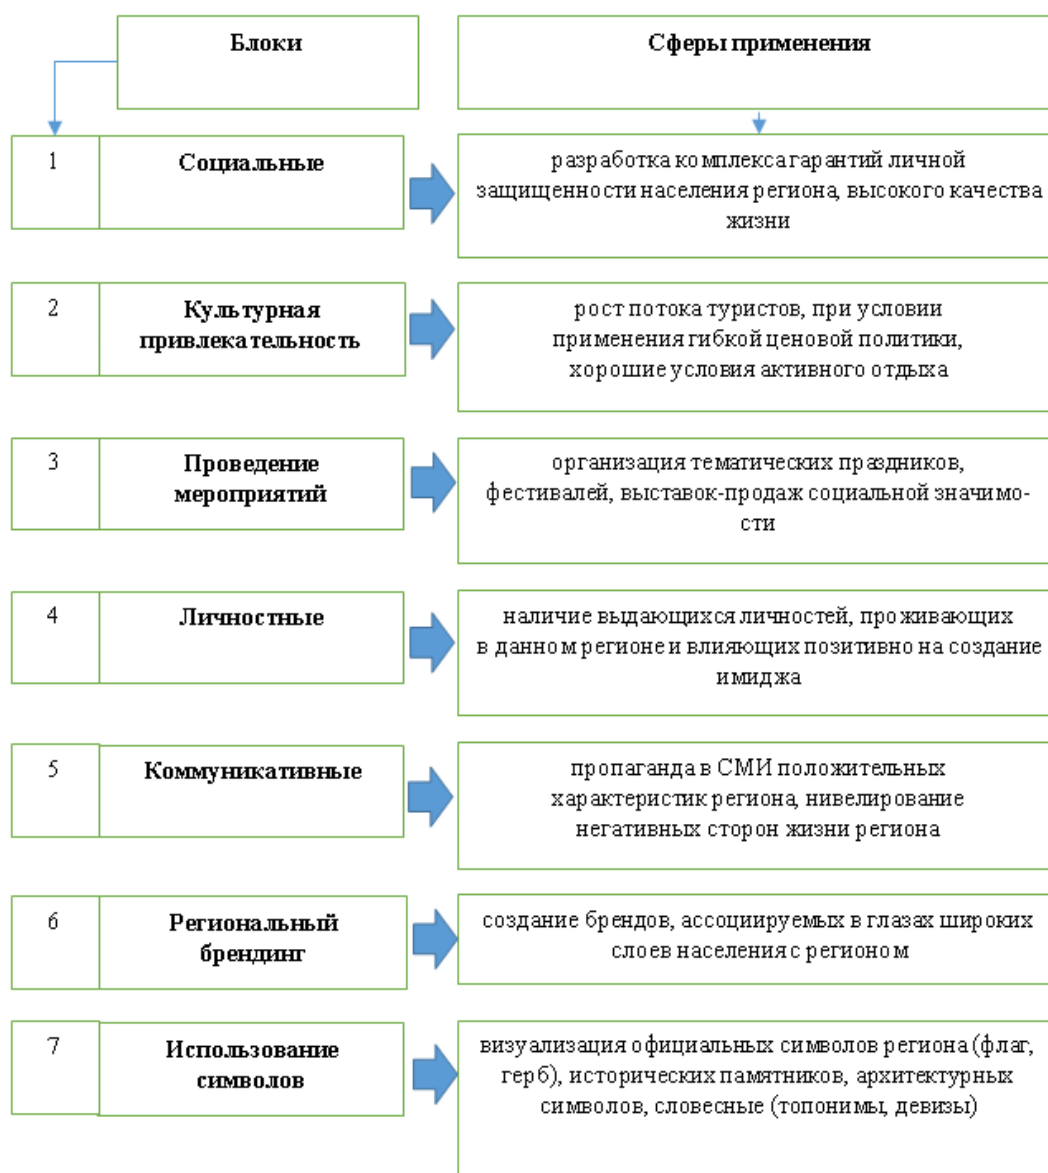 Блоки
Сферы применения
1
Социальные
разработка комплекса гарантий личной
защищенности населения региона, высокого качества
жизни
2
Культурная
привлекательность
рост потока туристов, при условии
применения гибкой ценовой политики,
хорошие условия активного отдыха
3
Проведение
мероприятий
организация тематических праздников,
фестивалей, выставок-продаж социальной значимо-
сти
4
Личностные
наличие выдающихся личностей, проживающих
в данном регионе и влияющих позитивно на создание
имиджа
5
Коммуникативные
пропаганда в СМИ положительных
характеристик региона, нивелирование
негативных сторон жизни региона
6
Региональный
брендинг
создание брендов, ассоциируемых в глазах широких
слоев населения с регионом
7
Использование
символов
визуализация официальных символов региона (флаг,
герб), исторических памятников, архитектурных
символов, словесные (топонимы, девизы)